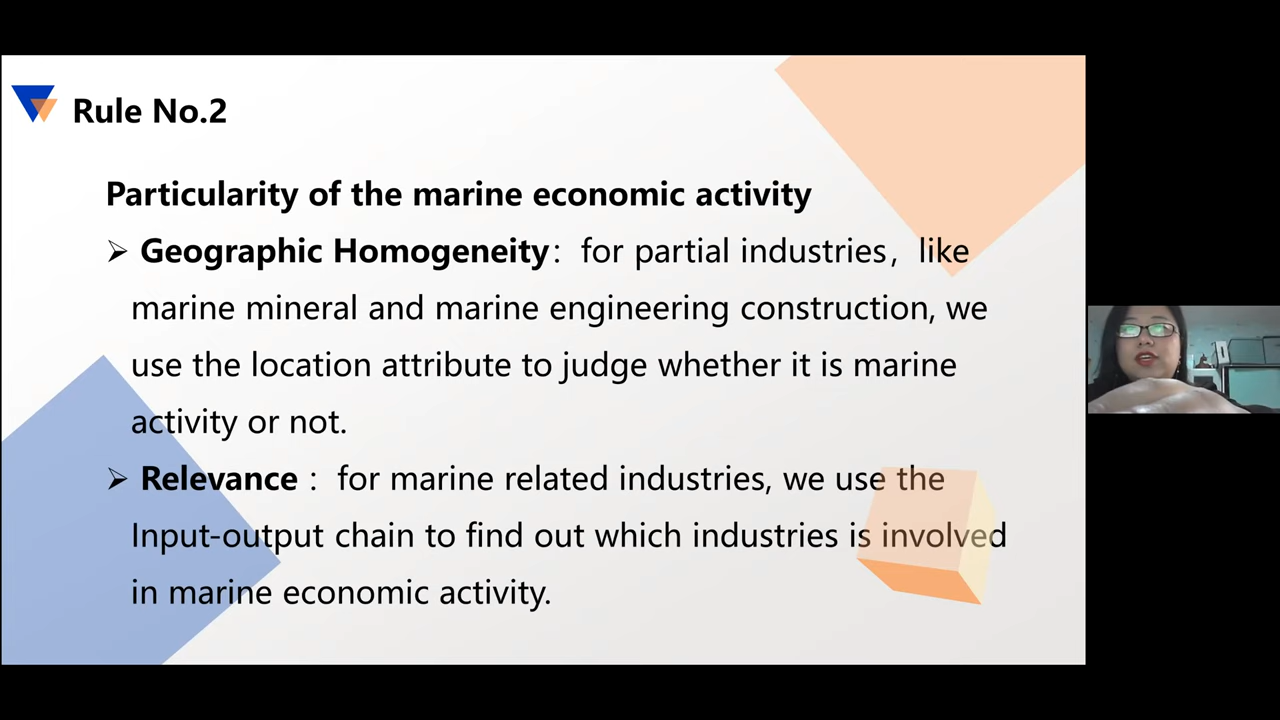 Rule No.2
Particularity of the marine economic activity
➢ Geographic Homogeneity：for partial industries，like
marine mineral and marine engineering construction, we
use the location attribute to judge whether it is marine
activity or not.
➢ Relevance：for marine related industries, we use the
Input-output chain to find out which industries is involved
in marine economic activity.